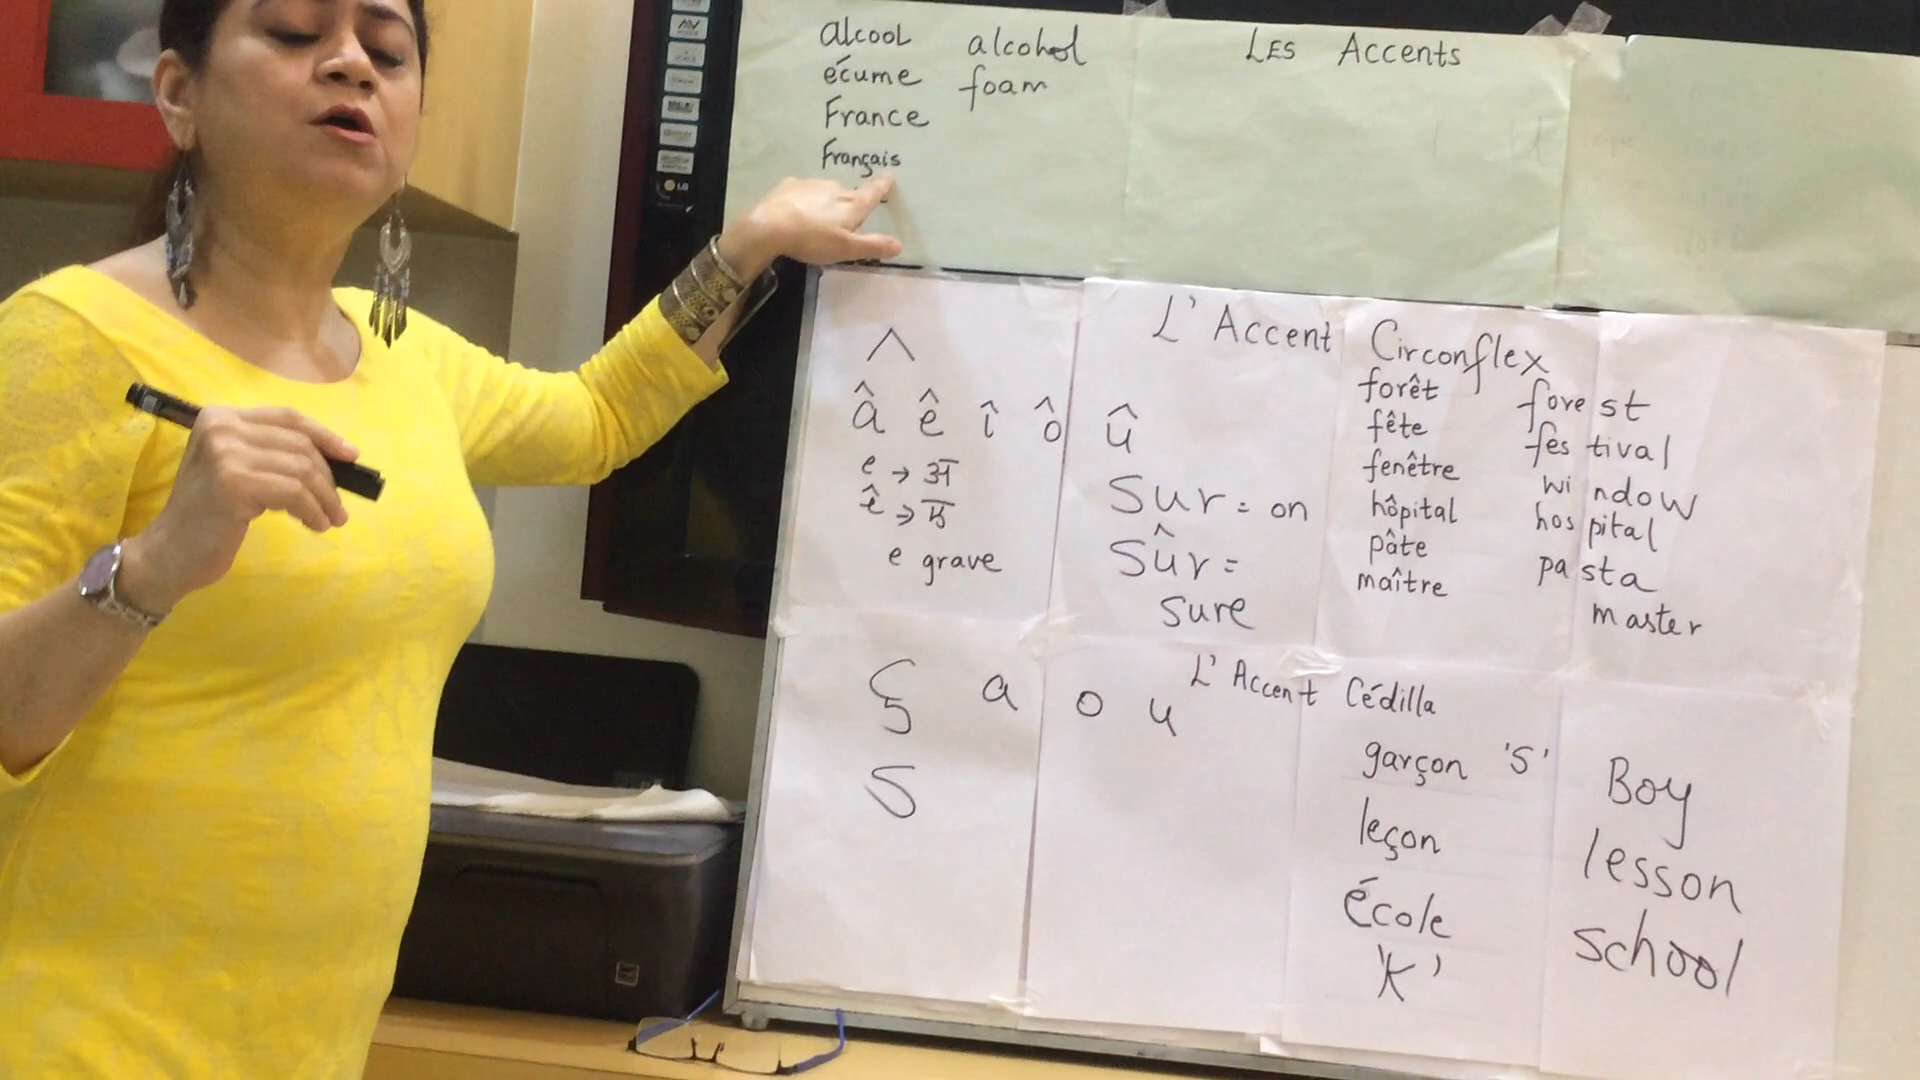 alcool alcohol
écume foam
France
Français
LES Accents
L'Accent Circonflex
^
â ê î ô û
e → अ
ê → ए
e grave
sur = on
sûr =
sure
forêt forest
fête festival
fenêtre window
hôpital hospital
pâte pasta
maître master
L'Accent Cédilla
Ç a o u
S
garçon 'S' Boy
leçon lesson
école school
'K'
LG